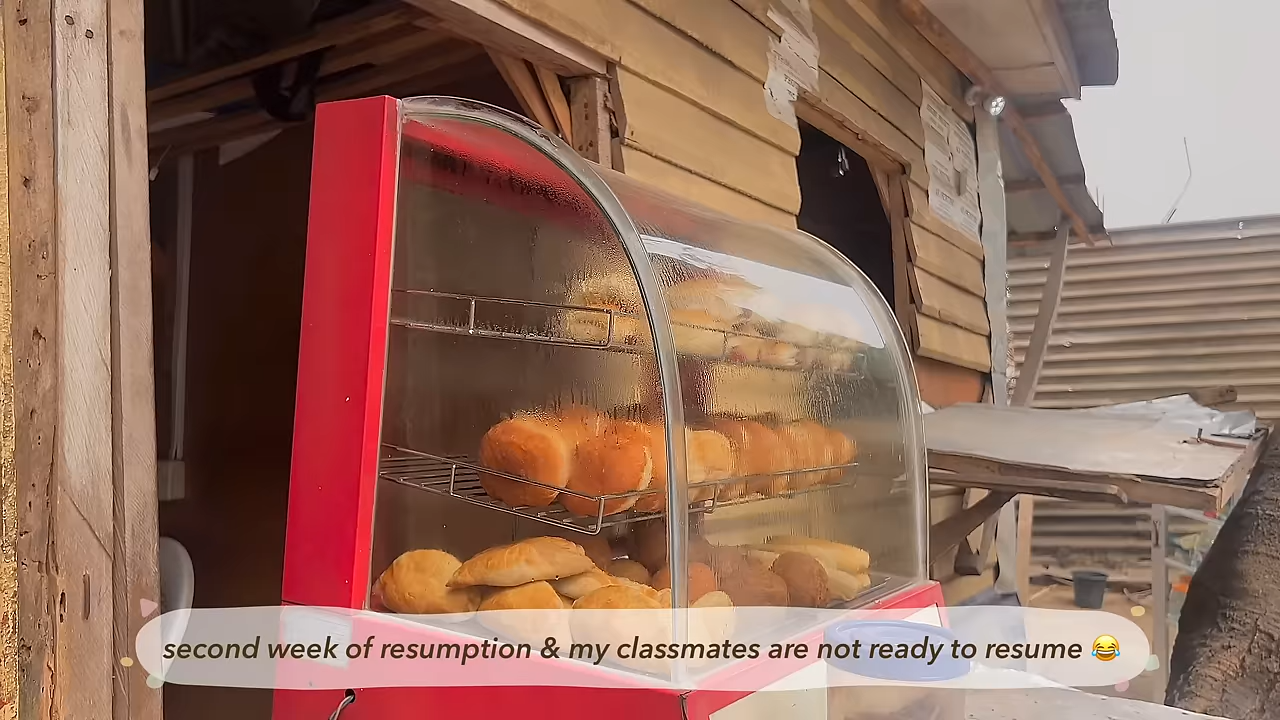 second week of resumption & my classmates are not ready to resume 😂